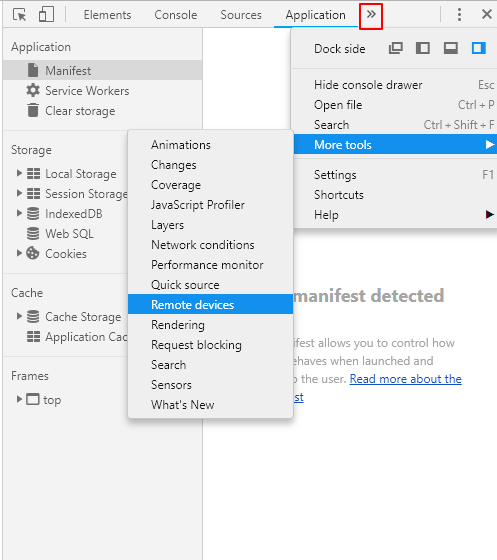 Elements Console Sources Application »
Application
Manifest
Service Workers
Clear storage
Storage
Local Storage
Session Storage
IndexedDB
Web SQL
Cookies
Cache
Cache Storage
Application Cac
Frames
top
Dock side
Hide console drawer Esc
Open file Ctrl + P
Search Ctrl + Shift + F
More tools
Settings F1
Shortcuts
Help
Animations
Changes
Coverage
JavaScript Profiler
Layers
Network conditions
Performance monitor
Quick source
Remote devices
Rendering
Request blocking
Search
Sensors
What's New
manifest detected
ifest allows you to control how
ehaves when launched and
o the user. Read more about the
st